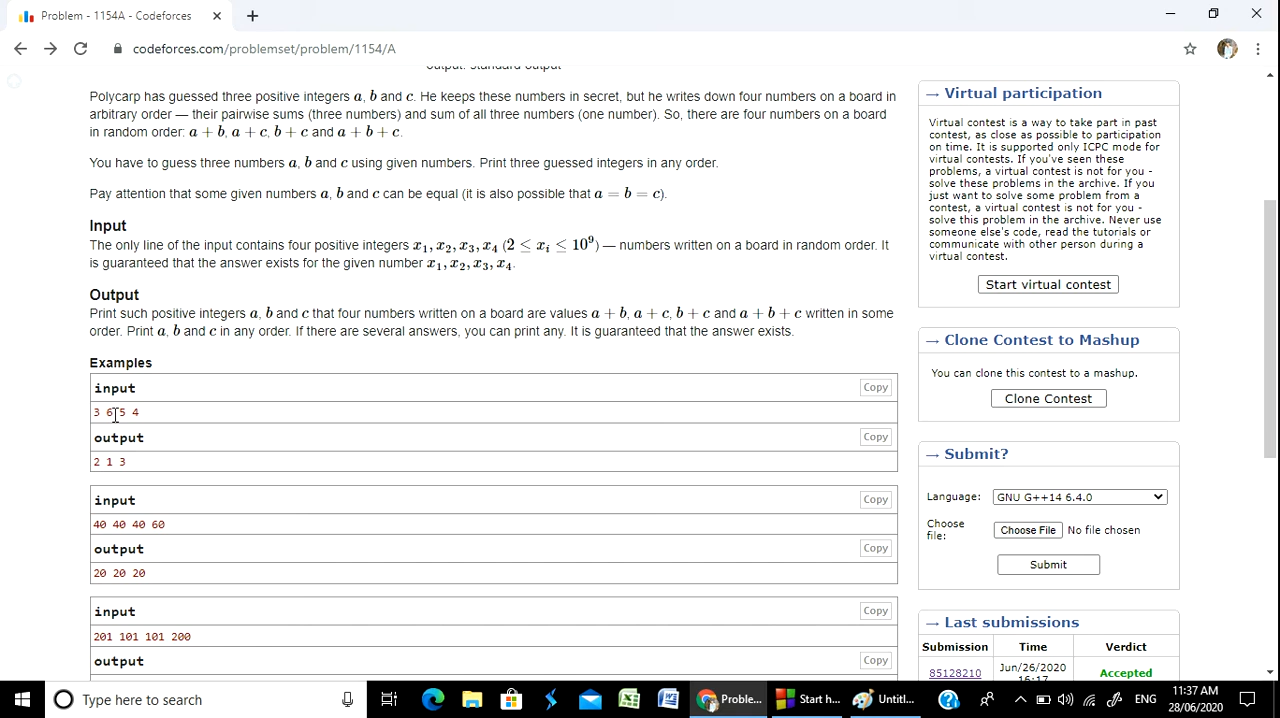 Problem - 1154A - Codeforces
codeforces.com/problemset/problem/1154/A
output: standard output
Polycarp has guessed three positive integers a, b and c. He keeps these numbers in secret, but he writes down four numbers on a board in
arbitrary order — their pairwise sums (three numbers) and sum of all three numbers (one number). So, there are four numbers on a board
in random order: a + b, a + c, b + c and a + b + c.
You have to guess three numbers a, b and c using given numbers. Print three guessed integers in any order.
Pay attention that some given numbers a, b and c can be equal (it is also possible that a = b = c).
Input
The only line of the input contains four positive integers x₁, x₂, x₃, x₄ (2 ≤ xᵢ ≤ 10⁹) — numbers written on a board in random order. It
is guaranteed that the answer exists for the given number x₁, x₂, x₃, x₄.
Output
Print such positive integers a, b and c that four numbers written on a board are values a + b, a + c, b + c and a + b + c written in some
order. Print a, b and c in any order. If there are several answers, you can print any. It is guaranteed that the answer exists.
Examples
input Copy
3 6 5 4
output Copy
2 1 3
input Copy
40 40 40 60
output Copy
20 20 20
input Copy
201 101 101 200
output Copy
→ Virtual participation
Virtual contest is a way to take part in past
contest, as close as possible to participation
on time. It is supported only ICPC mode for
virtual contests. If you've seen these
problems, a virtual contest is not for you -
solve these problems in the archive. If you
just want to solve some problem from a
contest, a virtual contest is not for you -
solve this problem in the archive. Never use
someone else's code, read the tutorials or
communicate with other person during a
virtual contest.
Start virtual contest
→ Clone Contest to Mashup
You can clone this contest to a mashup.
Clone Contest
→ Submit?
Language: GNU G++14 6.4.0
Choose
file: Choose File No file chosen
Submit
→ Last submissions
Submission Time Verdict
85128210 Jun/26/2020 Accepted
16:17
Type here to search
Proble... Start h... Untitl...
ENG
11:37 AM
28/06/2020